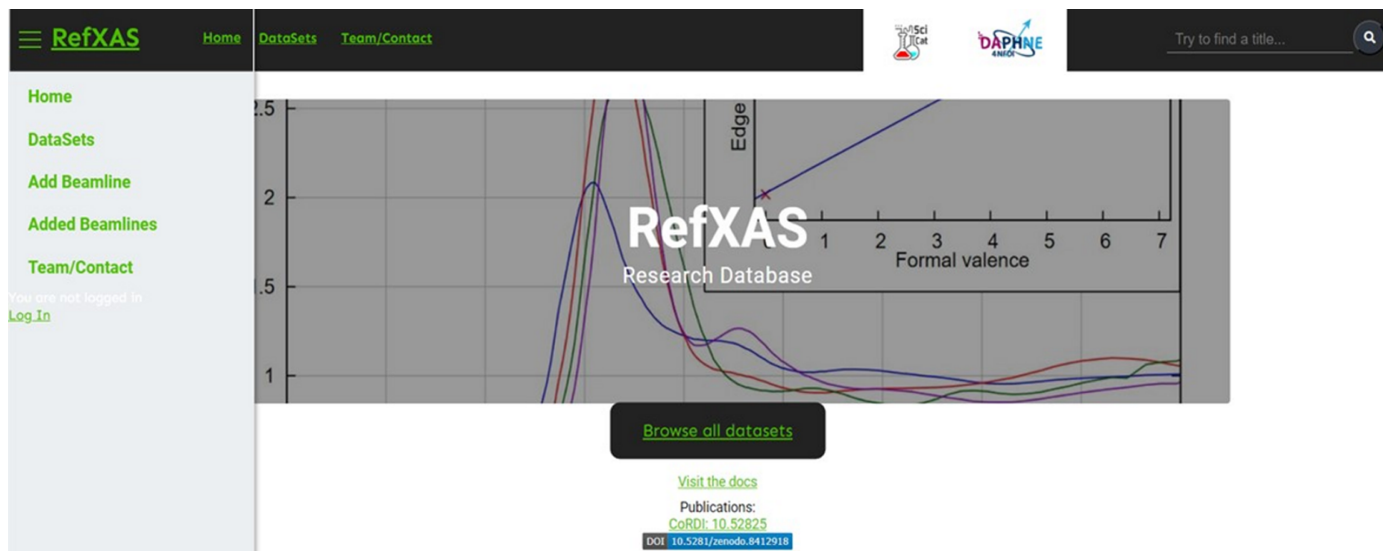 RefXAS
Home DataSets Team/Contact
SciCat
DAPHNE
4NFDI
Try to find a title...
Home
DataSets
Add Beamline
Added Beamlines
Team/Contact
You are not logged in
Log In
2.5
2
1.5
1
Edge
0 1 2 3 4 5 6 7
Formal valence
RefXAS
Research Database
Browse all datasets
Visit the docs
Publications:
CoRDI: 10.52825
DOI 10.5281/zenodo.8412918